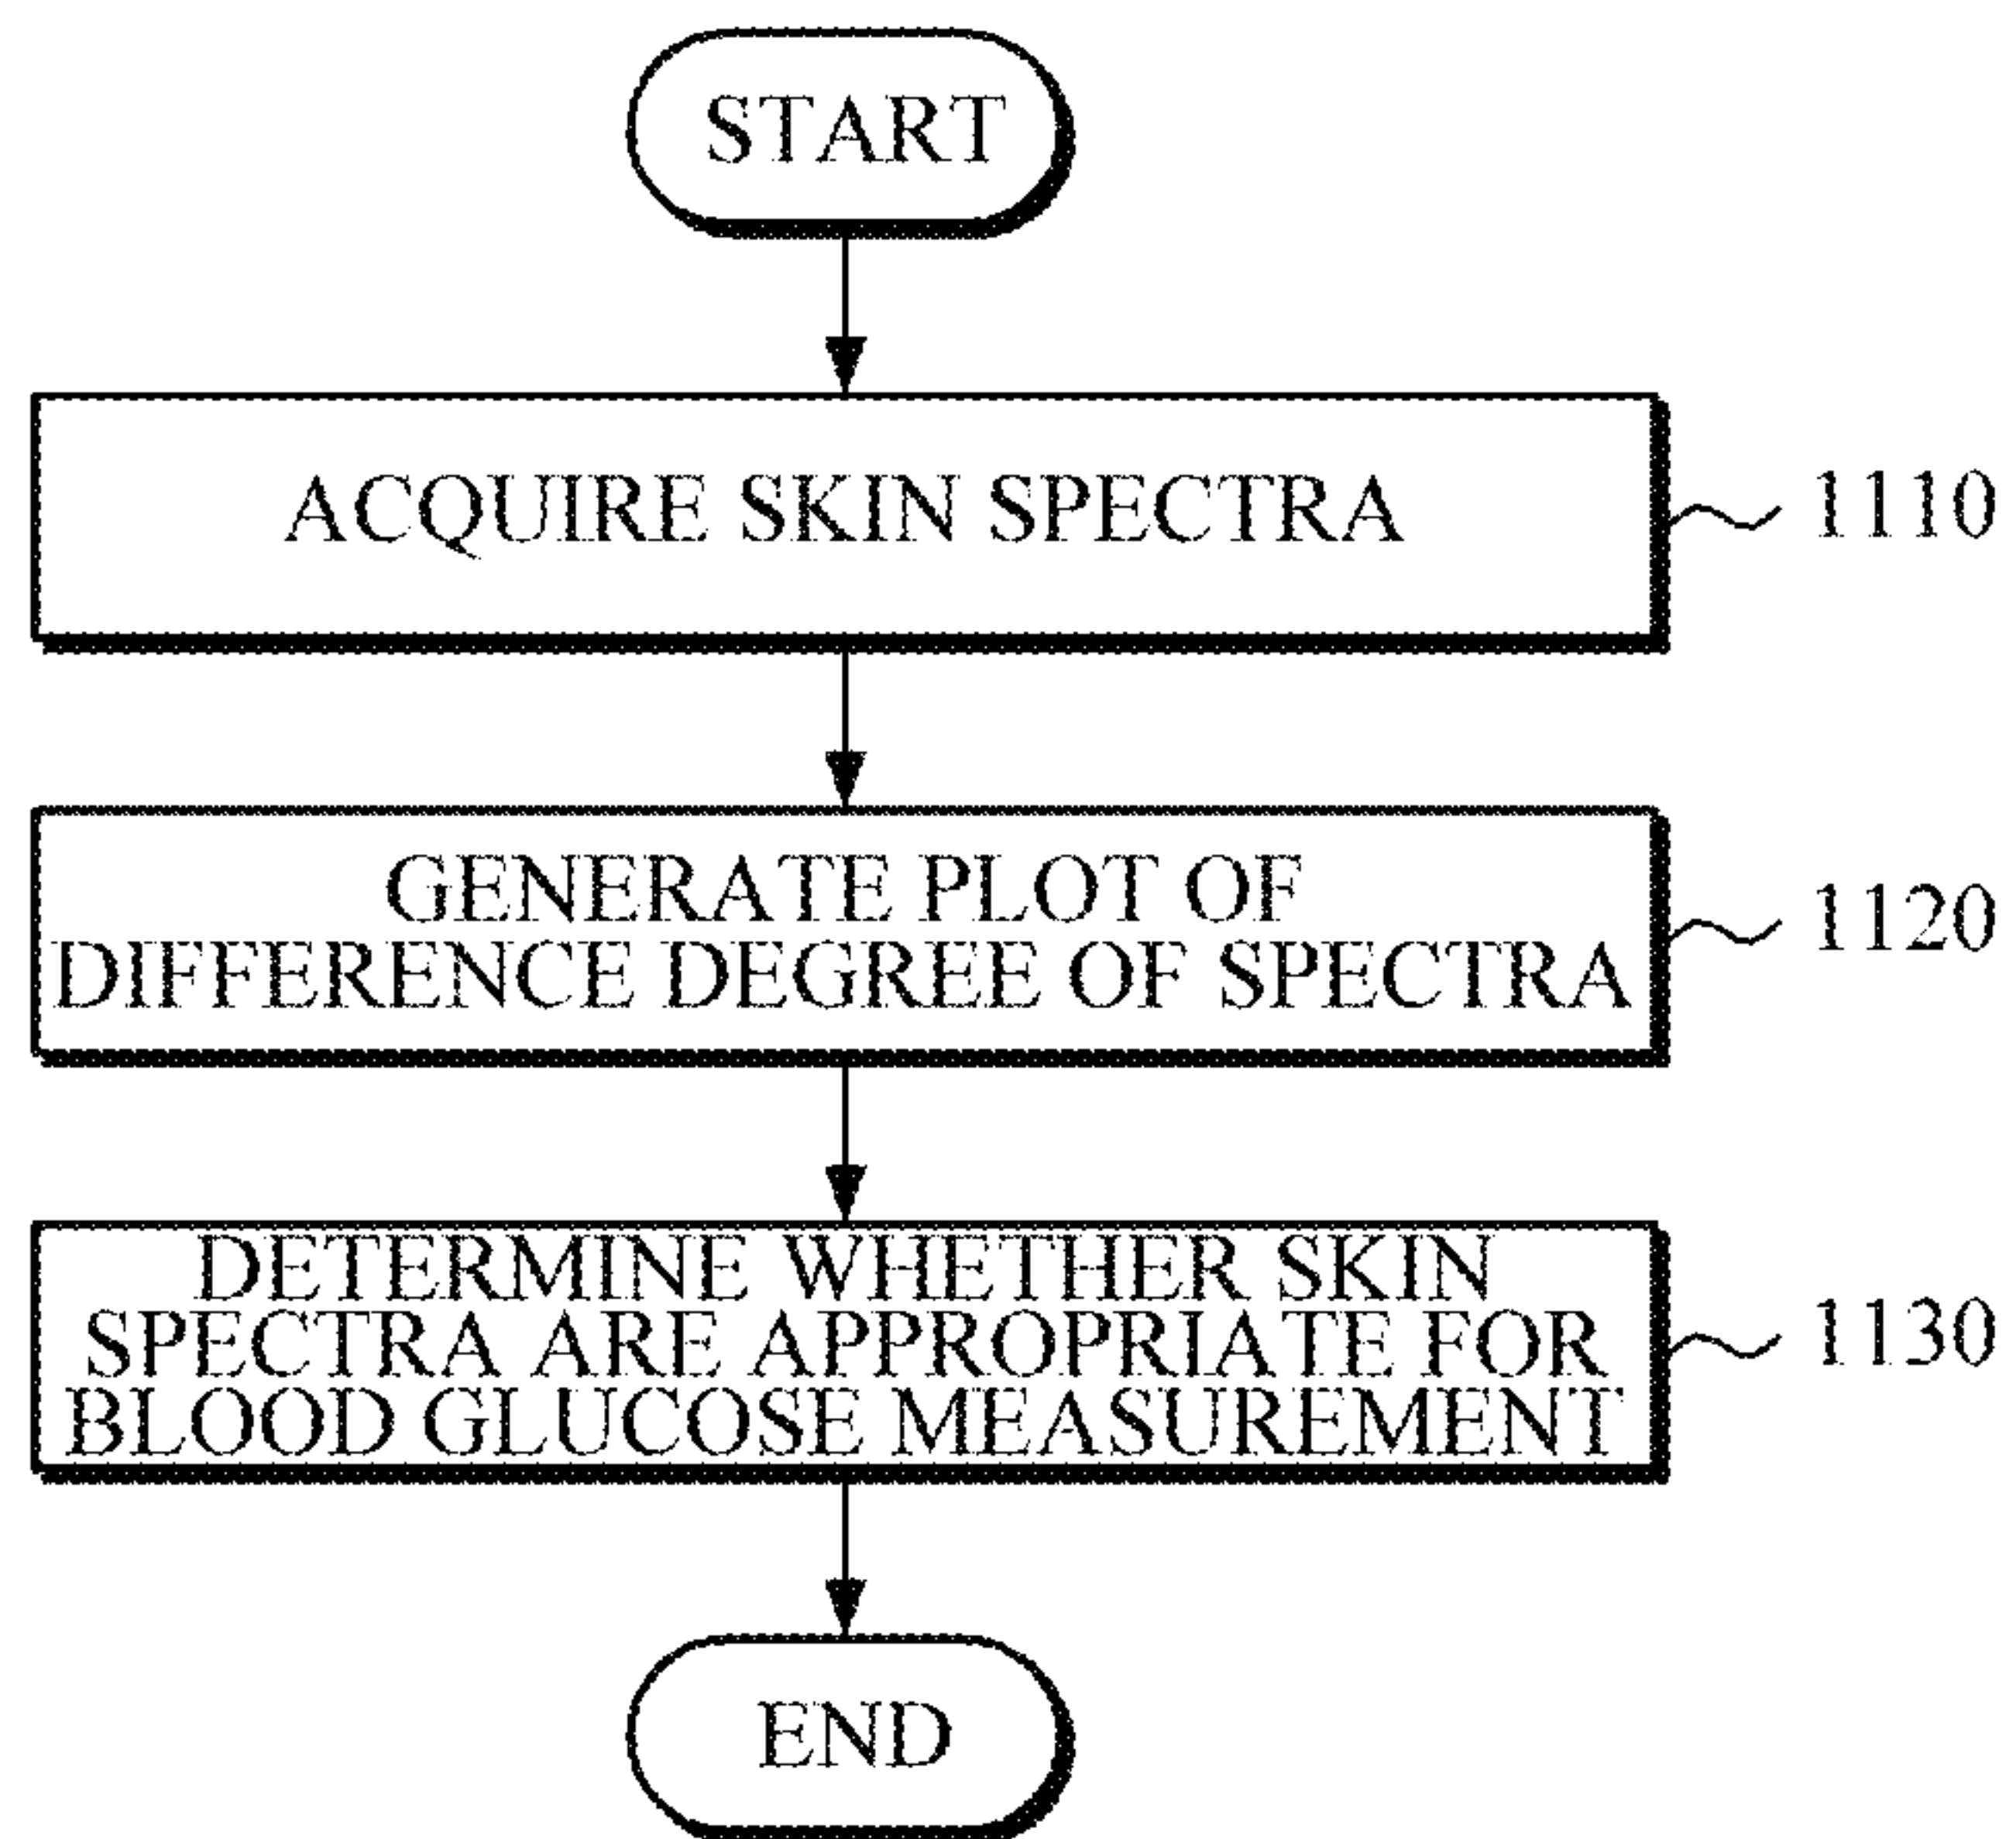 START
ACQUIRE SKIN SPECTRA
1110
GENERATE PLOT OF
DIFFERENCE DEGREE OF SPECTRA
1120
DETERMINE WHETHER SKIN
SPECTRA ARE APPROPRIATE FOR
BLOOD GLUCOSE MEASUREMENT
1130
END